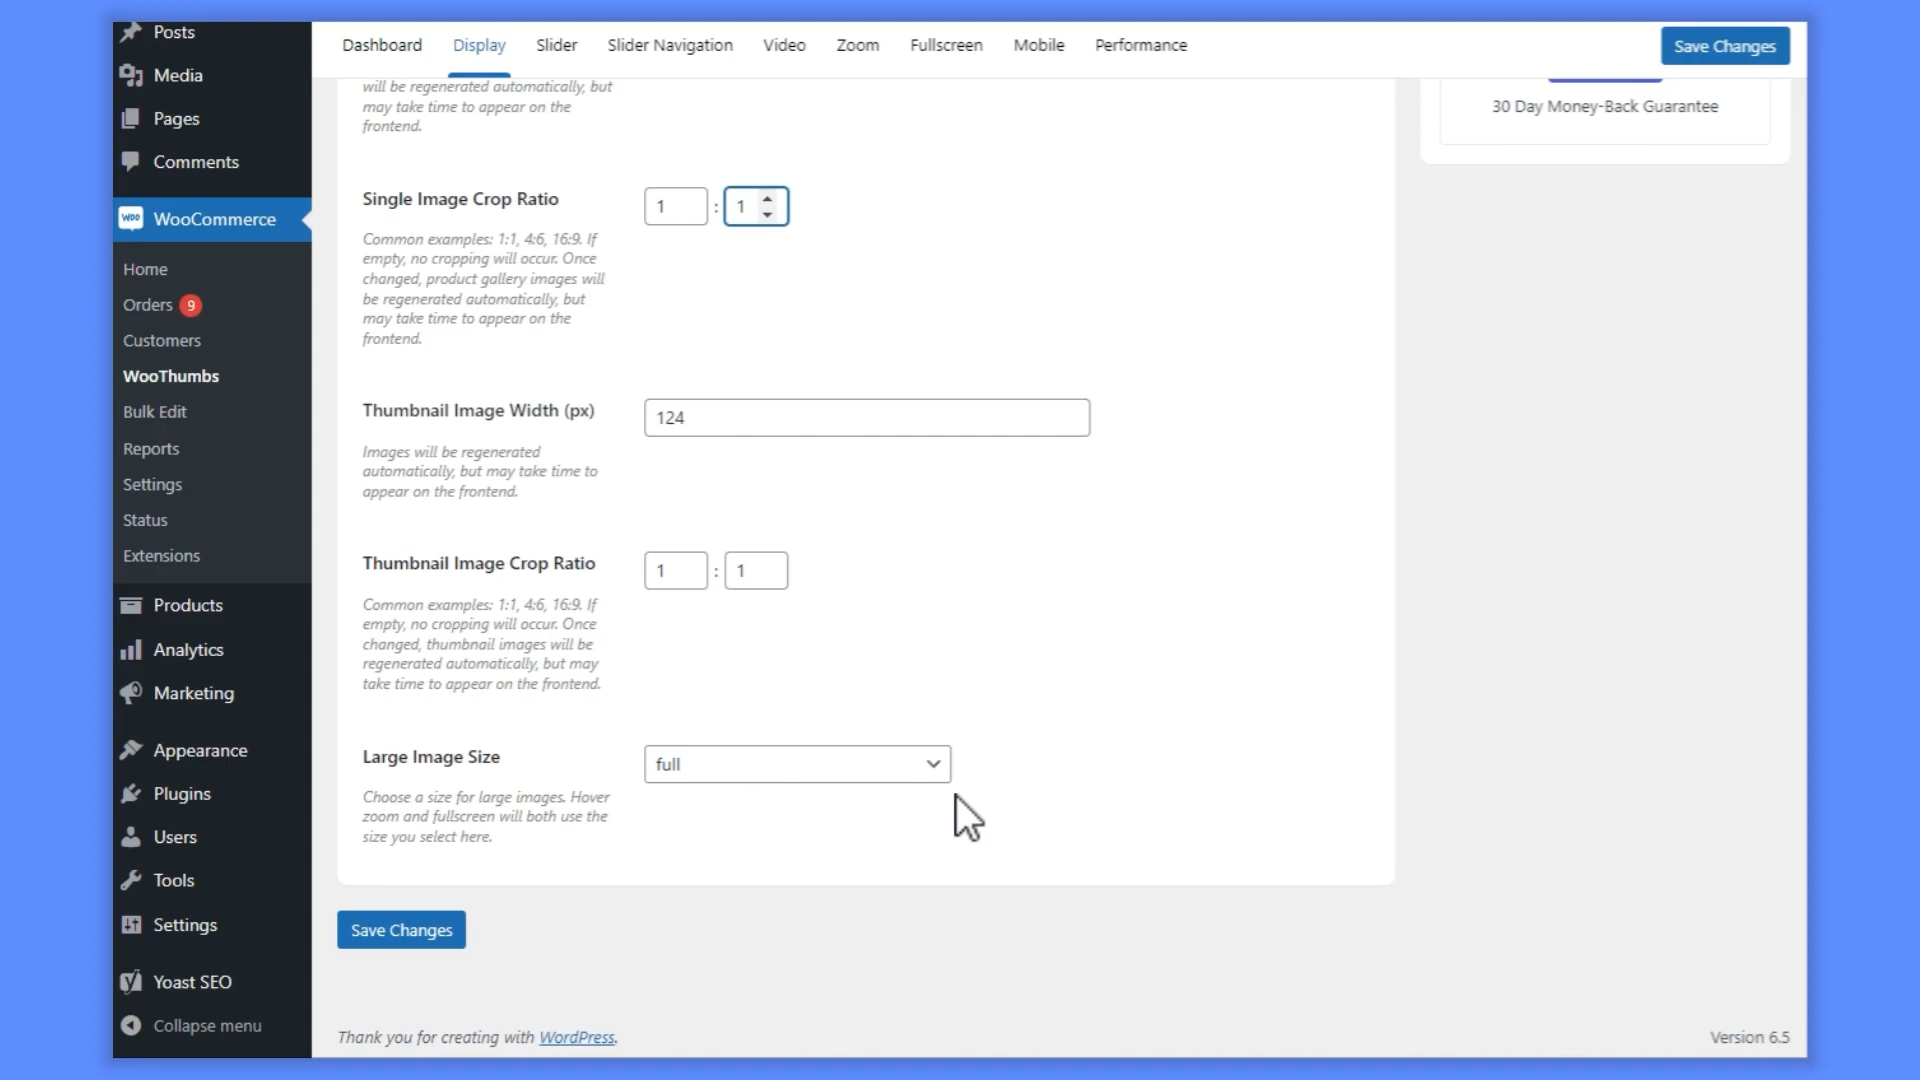 Posts
Media
Pages
Comments
WOO WooCommerce
Home
Orders 9
Customers
WooThumbs
Bulk Edit
Reports
Settings
Status
Extensions
Products
Analytics
Marketing
Appearance
Plugins
Users
Tools
Settings
Yoast SEO
Collapse menu
Dashboard Display Slider Slider Navigation Video Zoom Fullscreen Mobile Performance Save Changes
will be regenerated automatically, but
may take time to appear on the
frontend.
Single Image Crop Ratio
1 : 1
Common examples: 1:1, 4:6, 16:9. If
empty, no cropping will occur. Once
changed, product gallery images will
be regenerated automatically, but
may take time to appear on the
frontend.
Thumbnail Image Width (px)
124
Images will be regenerated
automatically, but may take time to
appear on the frontend.
Thumbnail Image Crop Ratio
1 : 1
Common examples: 1:1, 4:6, 16:9. If
empty, no cropping will occur. Once
changed, thumbnail images will be
regenerated automatically, but may
take time to appear on the frontend.
Large Image Size
full
Choose a size for large images. Hover
zoom and fullscreen will both use the
size you select here.
Save Changes
30 Day Money-Back Guarantee
Thank you for creating with WordPress.
Version 6.5